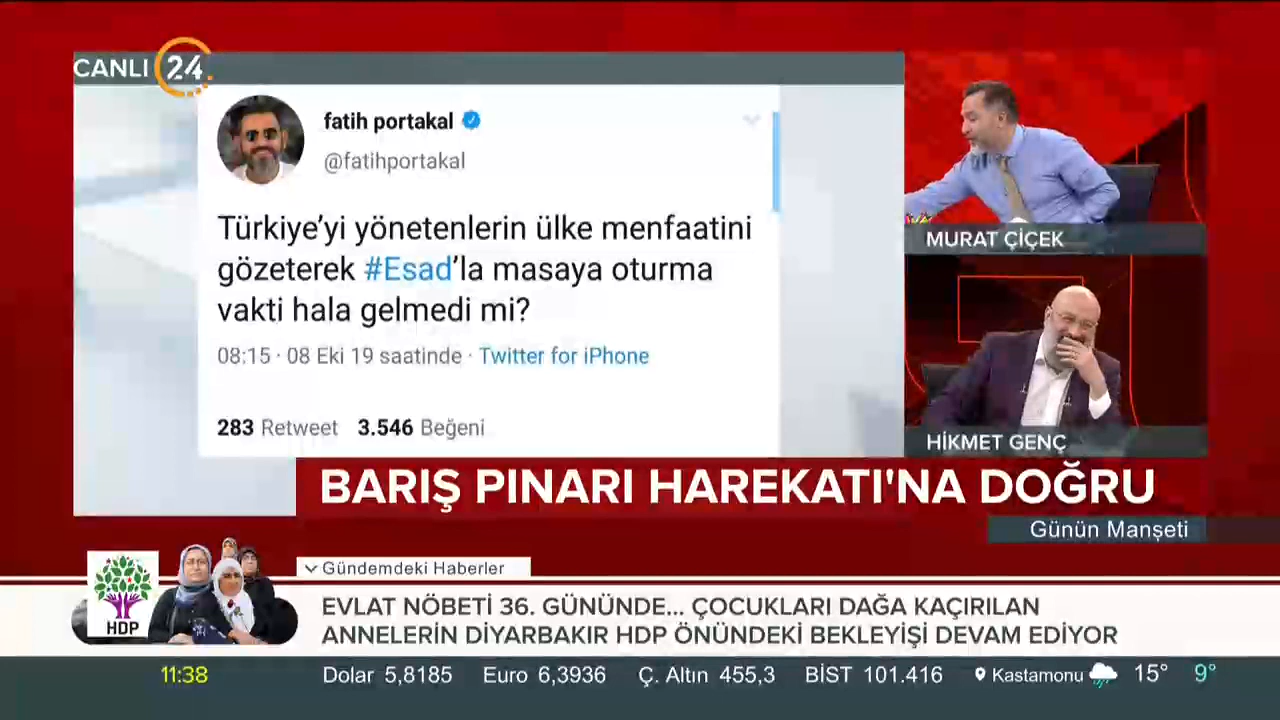 CANLI 24
fatih portakal
@fatihportakal
Türkiye’yi yönetenlerin ülke menfaatini
gözeterek #Esad’la masaya oturma
vakti hala gelmedi mi?
08:15 · 08 Eki 19 saatinde · Twitter for iPhone
283 Retweet 3.546 Beğeni
MURAT ÇİÇEK
HİKMET GENÇ
BARIŞ PINARI HAREKATI'NA DOĞRU
Günün Manşeti
Gündemdeki Haberler
HDP
EVLAT NÖBETİ 36. GÜNÜNDE... ÇOCUKLARI DAĞA KAÇIRILAN
ANNELERİN DİYARBAKIR HDP ÖNÜNDEKİ BEKLEYİŞİ DEVAM EDİYOR
11:38 Dolar 5,8185 Euro 6,3936 Ç. Altın 455,3 BİST 101.416 Kastamonu 15° 9°